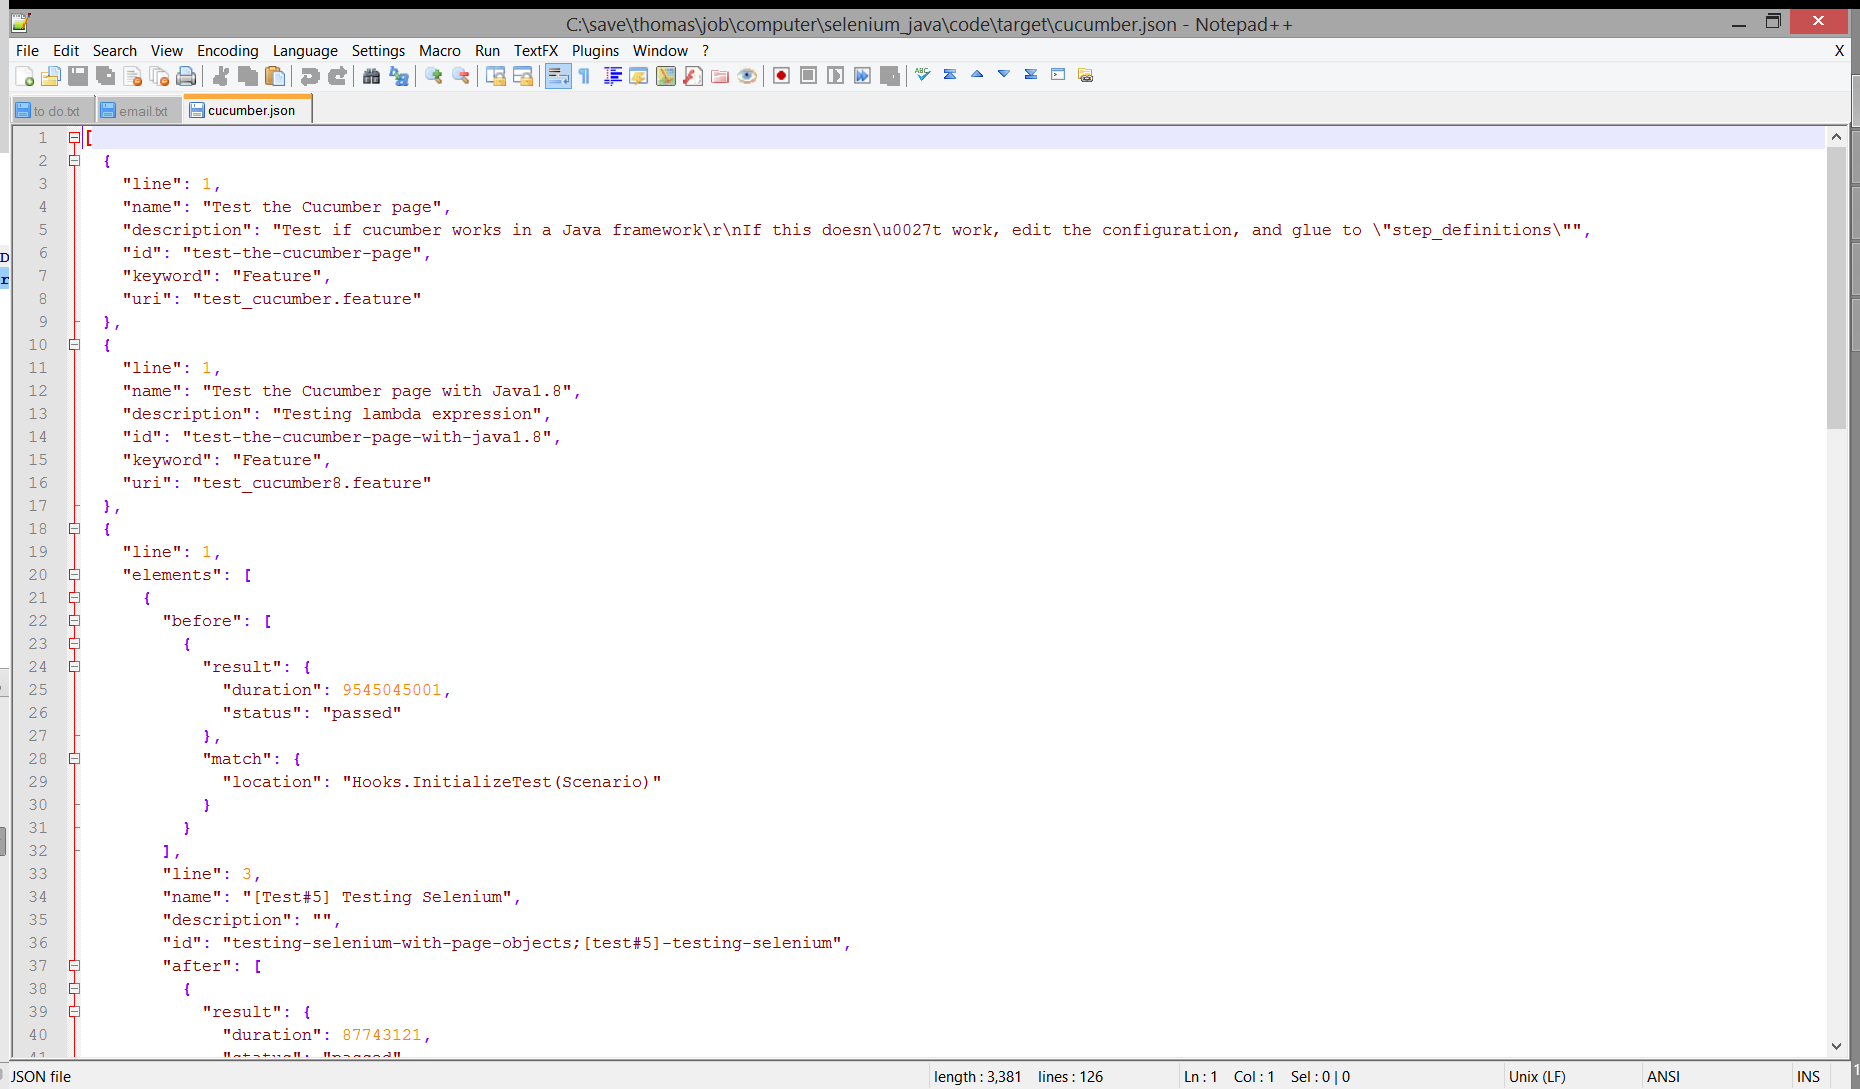 C:\save\thomas\job\computer\selenium_java\code\target\cucumber.json - Notepad++
File Edit Search View Encoding Language Settings Macro Run TextFX Plugins Window ? X
to do.txt email.txt cucumber.json
1 [
2 {
3 "line": 1,
4 "name": "Test the Cucumber page",
5 "description": "Test if cucumber works in a Java framework\r\nIf this doesn\u0027t work, edit the configuration, and glue to \"step_definitions\"",
6 "id": "test-the-cucumber-page",
7 "keyword": "Feature",
8 "uri": "test_cucumber.feature"
9 },
10 {
11 "line": 1,
12 "name": "Test the Cucumber page with Java1.8",
13 "description": "Testing lambda expression",
14 "id": "test-the-cucumber-page-with-java1.8",
15 "keyword": "Feature",
16 "uri": "test_cucumber8.feature"
17 },
18 {
19 "line": 1,
20 "elements": [
21 {
22 "before": [
23 {
24 "result": {
25 "duration": 9545045001,
26 "status": "passed"
27 },
28 "match": {
29 "location": "Hooks.InitializeTest(Scenario)"
30 }
31 }
32 ],
33 "line": 3,
34 "name": "[Test#5] Testing Selenium",
35 "description": "",
36 "id": "testing-selenium-with-page-objects;[test#5]-testing-selenium",
37 "after": [
38 {
39 "result": {
40 "duration": 87743121,
41 "status": "passed"
JSON file length : 3,381 lines : 126 Ln : 1 Col : 1 Sel : 0 | 0 Unix (LF) ANSI INS